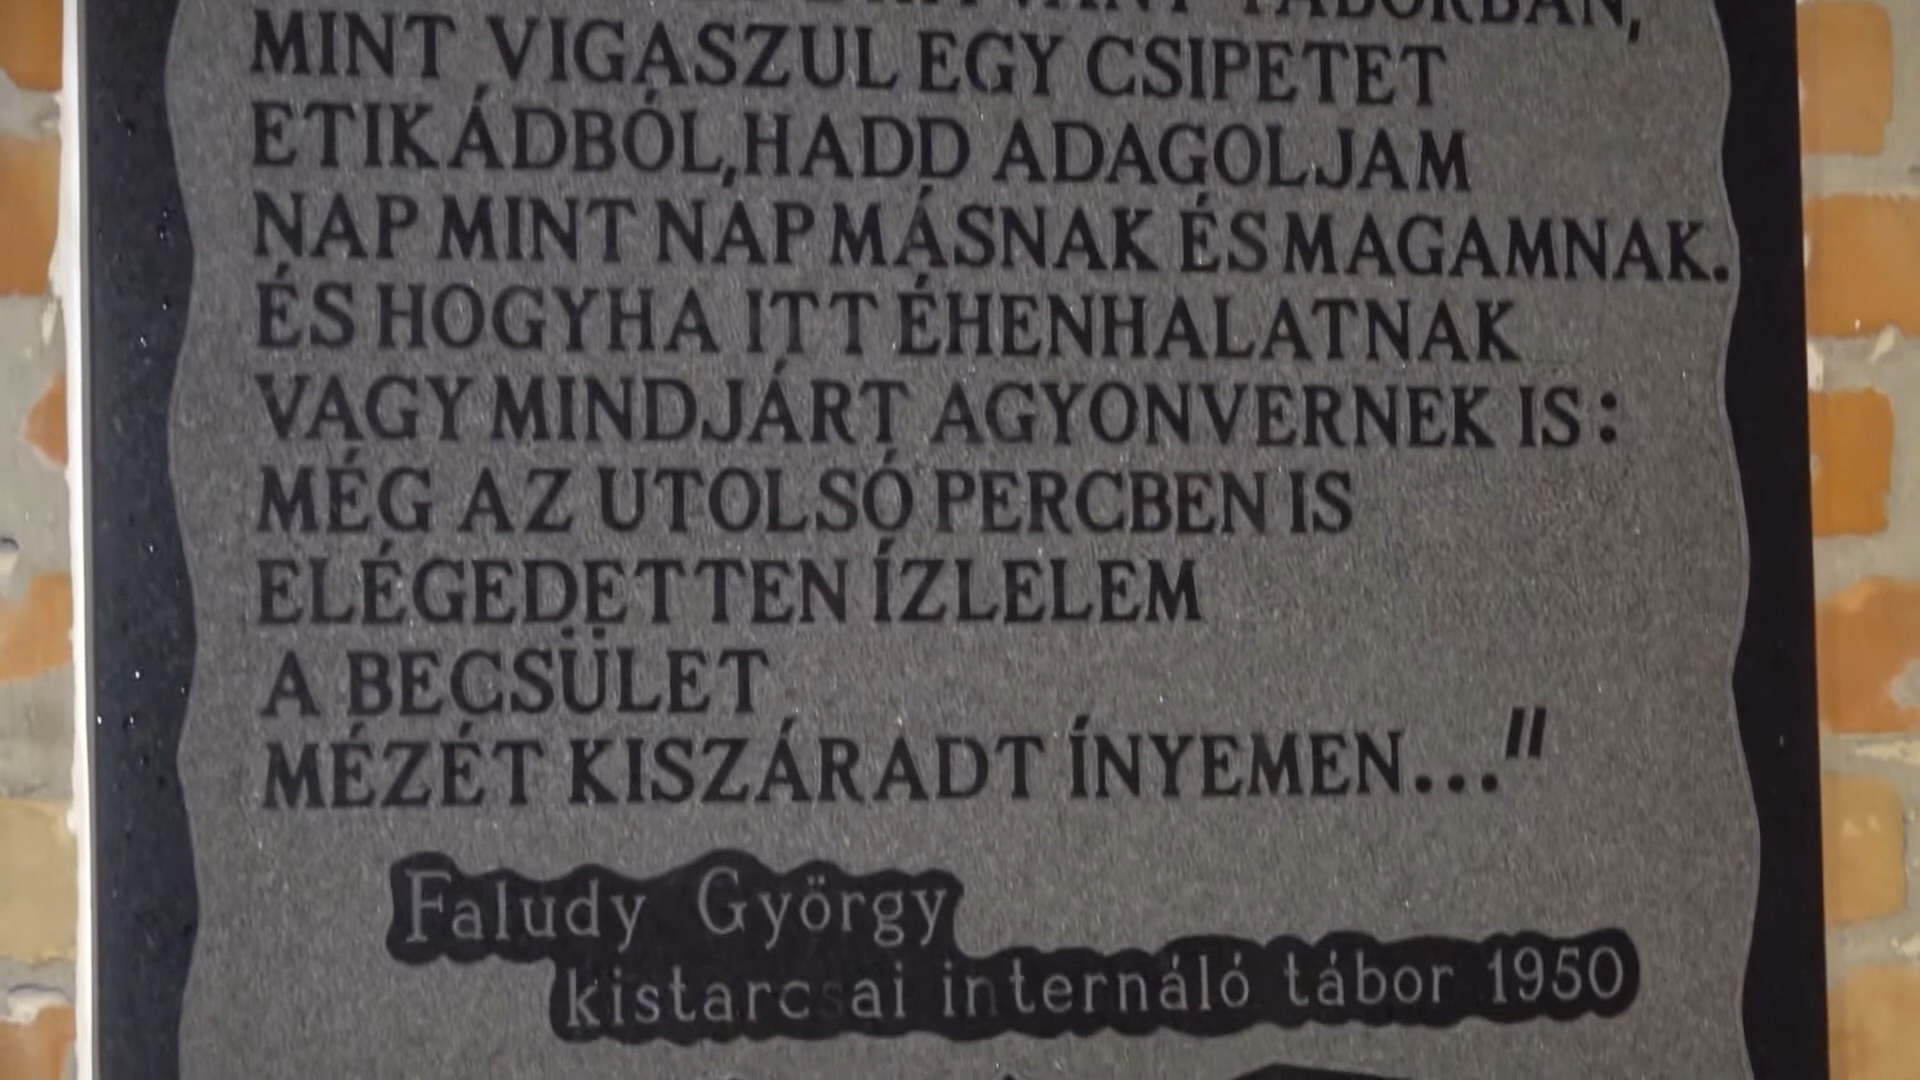 TÁBORBAN,
MINT VIGASZUL EGY CSIPETET
ETIKÁDBÓL, HADD ADAGOLJAM
NAP MINT NAP MÁSNAK ÉS MAGAMNAK.
ÉS HOGYHA ITT ÉHENHALATNAK
VAGY MINDJÁRT AGYONVERNEK IS:
MÉG AZ UTOLSÓ PERCBEN IS
ELÉGEDETTEN ÍZLELEM
A BECSÜLET
MÉZÉT KISZÁRADT ÍNYEMEN..."
Faludy György
kistarcsai internáló tábor 1950